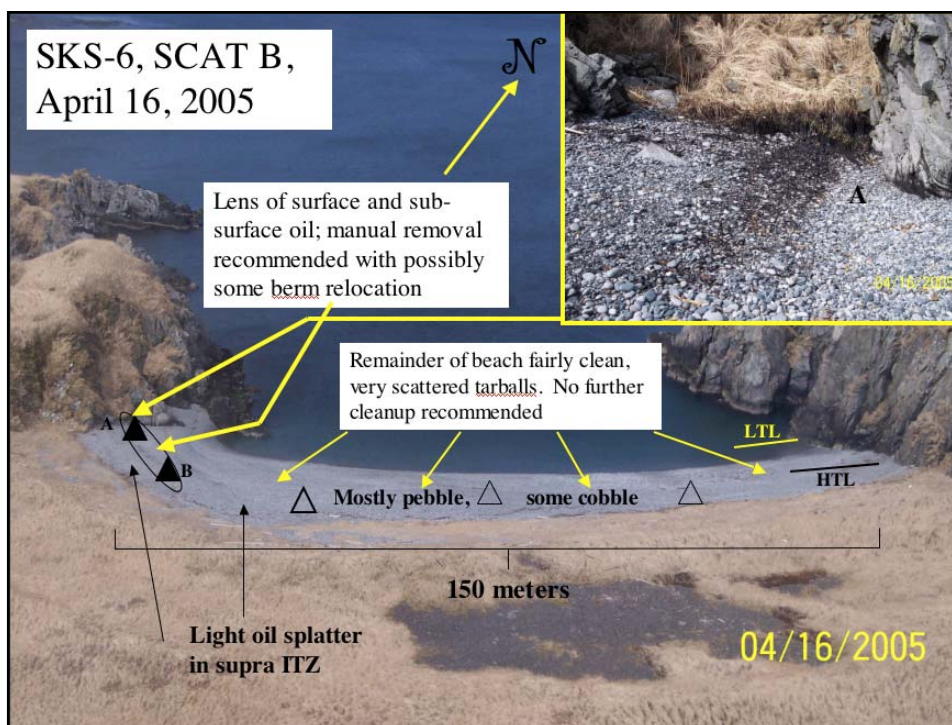 SKS-6, SCAT B,
April 16, 2005
N
Lens of surface and sub-
surface oil; manual removal
recommended with possibly
some berm relocation
A
04/16/2005
Remainder of beach fairly clean,
very scattered tarballs. No further
cleanup recommended
A
B
LTL
HTL
Mostly pebble, some cobble
150 meters
Light oil splatter
in supra ITZ
04/16/2005